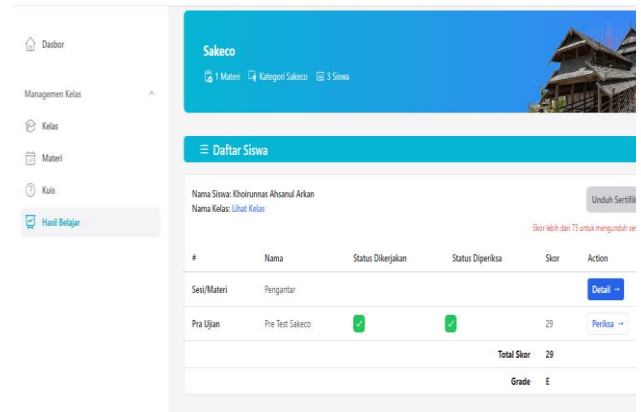 Dasbor
Managemen Kelas
Kelas
Materi
Kuis
Hasil Belajar
Sakeco
1 Materi Kategori Sakeco 3 Siswa
Daftar Siswa
Nama Siswa: Khoirunnas Ahsanul Arkan
Nama Kelas: Lihat Kelas
Unduh Sertifik
Skor lebih dari 75 untuk mengunduh ser
# Nama Status Dikerjakan Status Diperiksa Skor Action
Sesi/Materi Pengantar Detail →
Pra Ujian Pre Test Sakeco 29 Periksa →
Total Skor 29
Grade E